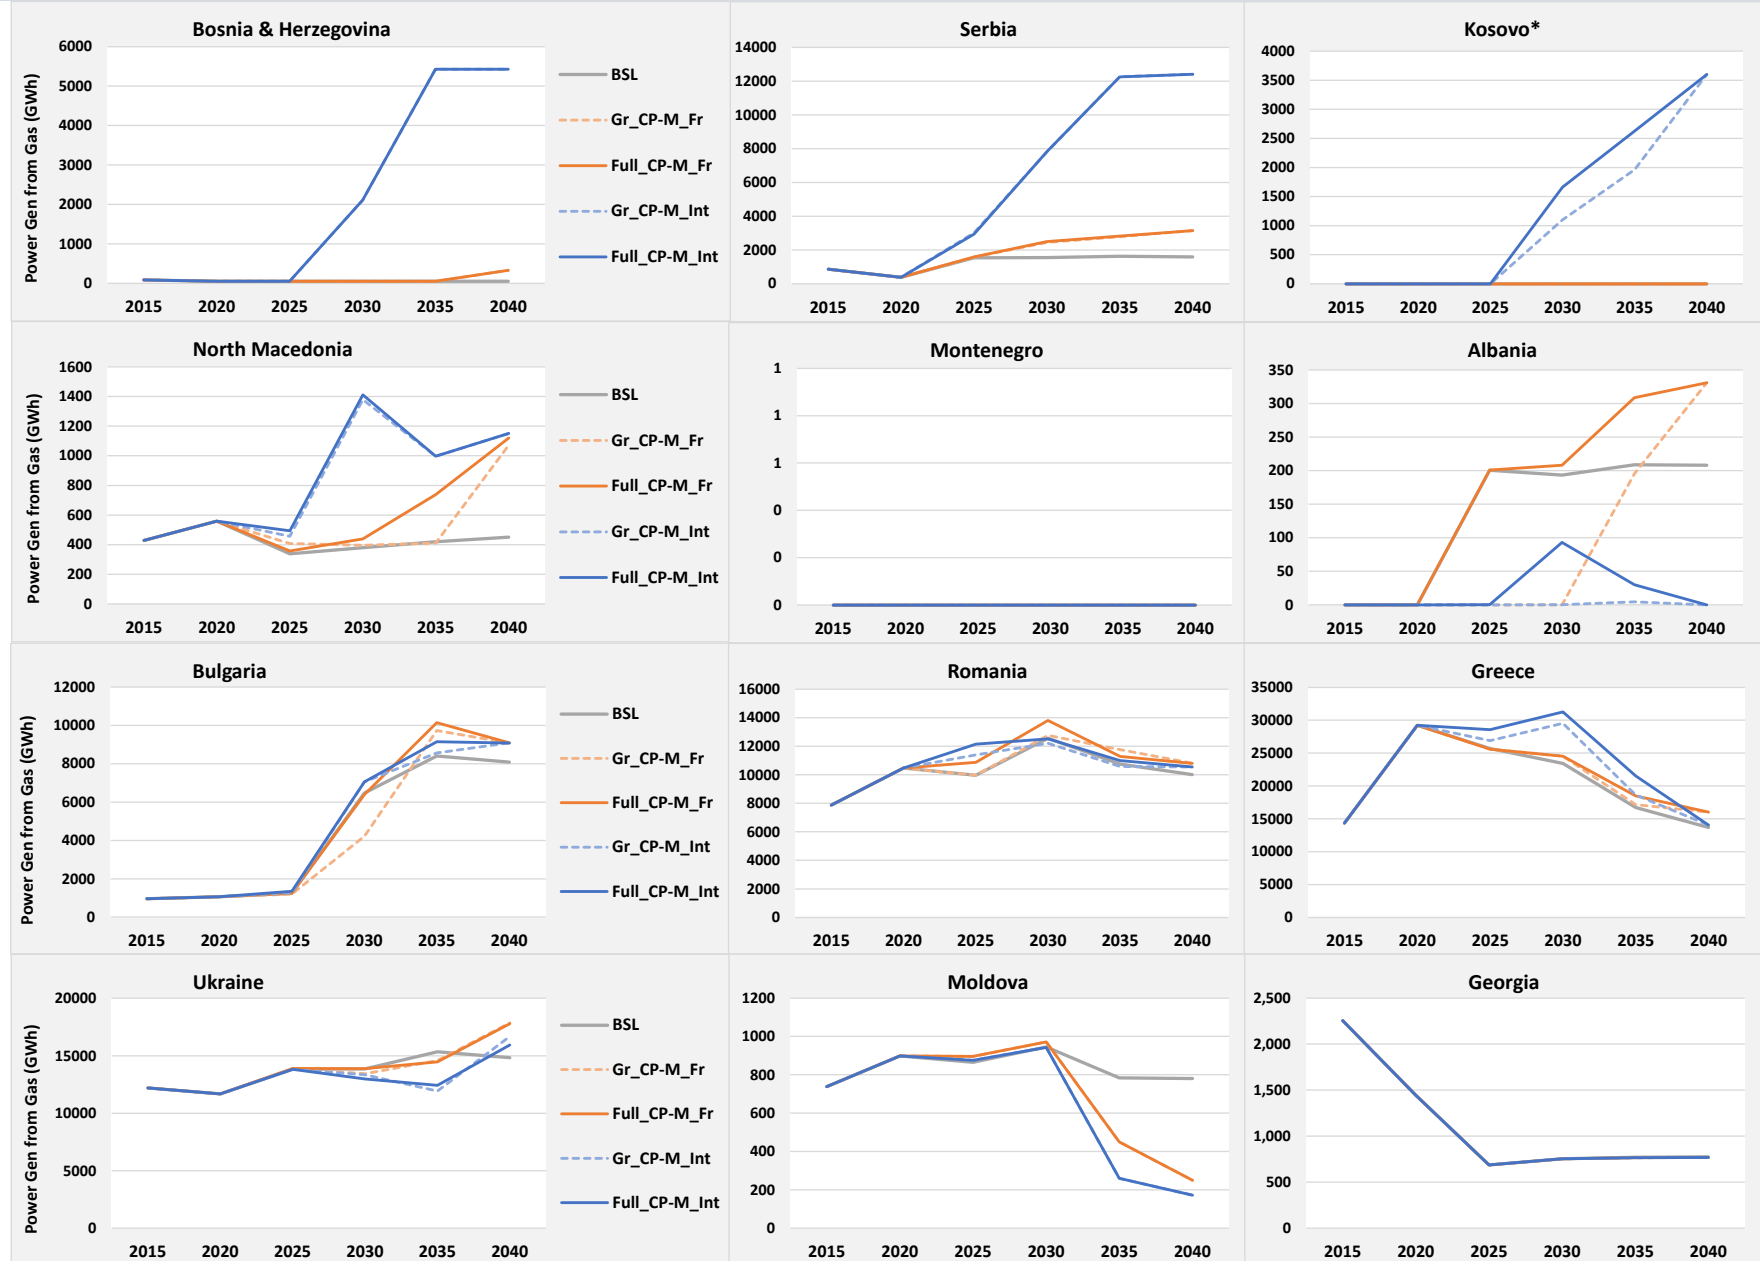 Bosnia & Herzegovina
Power Gen from Gas (GWh)
6000
5000
4000
3000
2000
1000
0
2015 2020 2025 2030 2035 2040
BSL
Gr_CP-M_Fr
Full_CP-M_Fr
Gr_CP-M_Int
Full_CP-M_Int
Serbia
14000
12000
10000
8000
6000
4000
2000
0
2015 2020 2025 2030 2035 2040
Kosovo*
4000
3500
3000
2500
2000
1500
1000
500
0
2015 2020 2025 2030 2035 2040
North Macedonia
Power Gen from Gas (GWh)
1600
1400
1200
1000
800
600
400
200
0
2015 2020 2025 2030 2035 2040
BSL
Gr_CP-M_Fr
Full_CP-M_Fr
Gr_CP-M_Int
Full_CP-M_Int
Montenegro
1
1
1
0
0
0
2015 2020 2025 2030 2035 2040
Albania
350
300
250
200
150
100
50
0
2015 2020 2025 2030 2035 2040
Bulgaria
Power Gen from Gas (GWh)
12000
10000
8000
6000
4000
2000
0
2015 2020 2025 2030 2035 2040
BSL
Gr_CP-M_Fr
Full_CP-M_Fr
Gr_CP-M_Int
Full_CP-M_Int
Romania
16000
14000
12000
10000
8000
6000
4000
2000
0
2015 2020 2025 2030 2035 2040
Greece
35000
30000
25000
20000
15000
10000
5000
0
2015 2020 2025 2030 2035 2040
Ukraine
Power Gen from Gas (GWh)
20000
15000
10000
5000
0
2015 2020 2025 2030 2035 2040
BSL
Gr_CP-M_Fr
Full_CP-M_Fr
Gr_CP-M_Int
Full_CP-M_Int
Moldova
1200
1000
800
600
400
200
0
2015 2020 2025 2030 2035 2040
Georgia
2,500
2,000
1,500
1,000
500
0
2015 2020 2025 2030 2035 2040